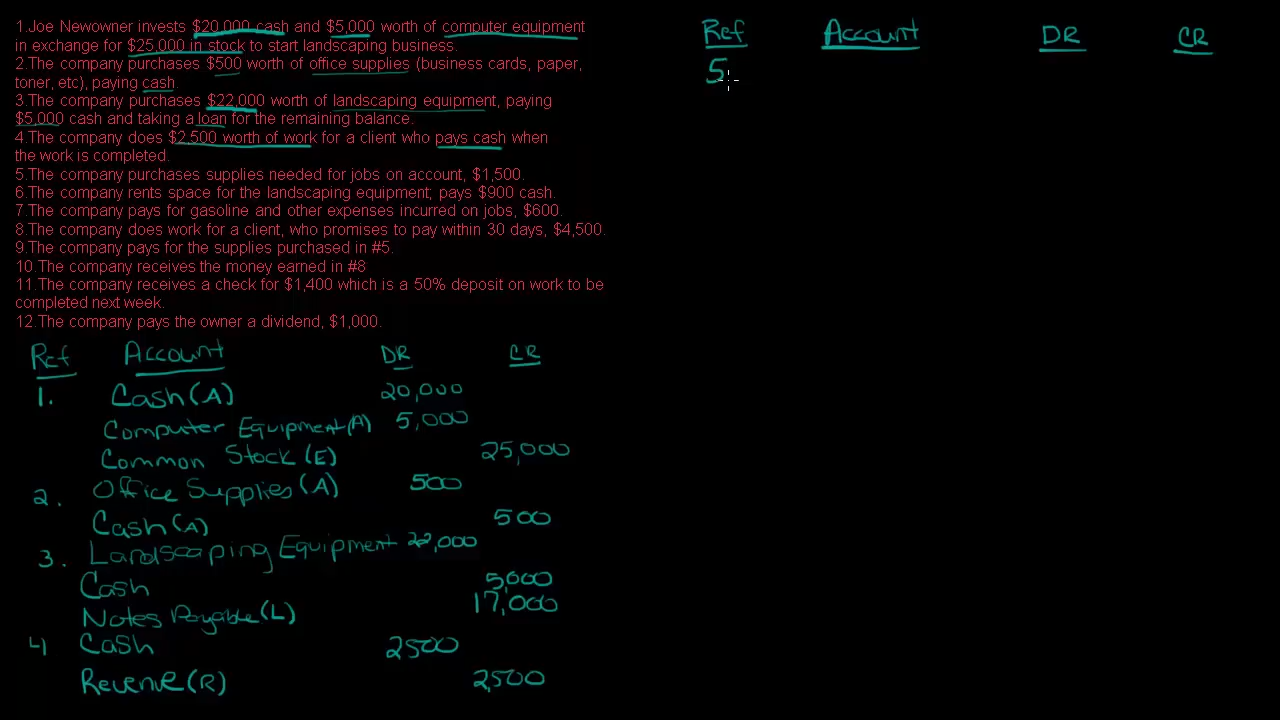 1.Joe Newowner invests $20,000 cash and $5,000 worth of computer equipment
in exchange for $25,000 in stock to start landscaping business.
2.The company purchases $500 worth of office supplies (business cards, paper,
toner, etc), paying cash.
3.The company purchases $22,000 worth of landscaping equipment, paying
$5,000 cash and taking a loan for the remaining balance.
4.The company does $2,500 worth of work for a client who pays cash when
the work is completed.
5.The company purchases supplies needed for jobs on account, $1,500.
6.The company rents space for the landscaping equipment; pays $900 cash.
7.The company pays for gasoline and other expenses incurred on jobs, $600.
8.The company does work for a client, who promises to pay within 30 days, $4,500.
9.The company pays for the supplies purchased in #5.
10.The company receives the money earned in #8
11.The company receives a check for $1,400 which is a 50% deposit on work to be
completed next week.
12.The company pays the owner a dividend, $1,000.
Ref Account DR CR
1. Cash (A) 20,000
Computer Equipment (A) 5,000
Common Stock (E) 25,000
2. Office Supplies (A) 500
Cash (A) 500
3. Landscaping Equipment 22,000
Cash 5,000
Notes Payable (L) 17,000
4 Cash 2500
Revenue (R) 2,500
Ref Account DR CR
5